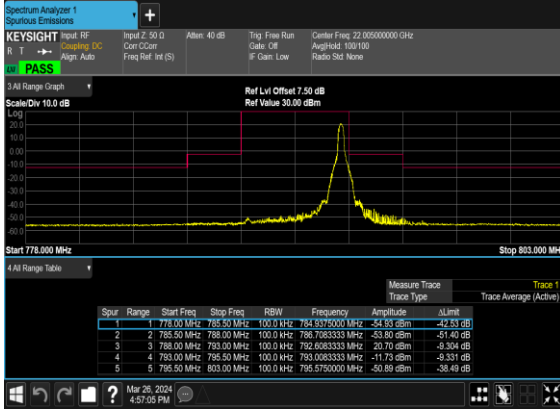 Spectrum Analyzer 1
Spurious Emissions
+
KEYSIGHT Input: RF Input Z: 50 Ω Atten: 40 dB Trig: Free Run Center Freq: 22.005000000 GHz
R T Coupling: DC Corr CCorr Gate: Off Avg|Hold: 100/100
Align: Auto Freq Ref: Int (S) IF Gain: Low Radio Std: None
PASS
3 All Range Graph
Ref Lvl Offset 7.50 dB
Scale/Div 10.0 dB Ref Value 30.00 dBm
Log
20.0
10.0
0.00
-10.0
-20.0
-30.0
-40.0
-50.0
-60.0
Start 778.000 MHz Stop 803.000 MH
4 All Range Table
Measure Trace Trace 1
Trace Type Trace Average (Active)
Spur Range Start Freq Stop Freq RBW Frequency Amplitude ΔLimit
1 1 778.00 MHz 785.50 MHz 100.0 kHz 784.9375000 MHz -54.93 dBm -42.53 dB
2 2 785.50 MHz 788.00 MHz 100.0 kHz 786.7083333 MHz -53.80 dBm -51.40 dB
3 3 788.00 MHz 793.00 MHz 100.0 kHz 792.6083333 MHz 20.70 dBm -9.304 dB
4 4 793.00 MHz 795.50 MHz 100.0 kHz 793.0083333 MHz -11.73 dBm -9.331 dB
5 5 795.50 MHz 803.00 MHz 100.0 kHz 795.5750000 MHz -50.89 dBm -38.49 dB
?
Mar 26, 2024
4:57:05 PM